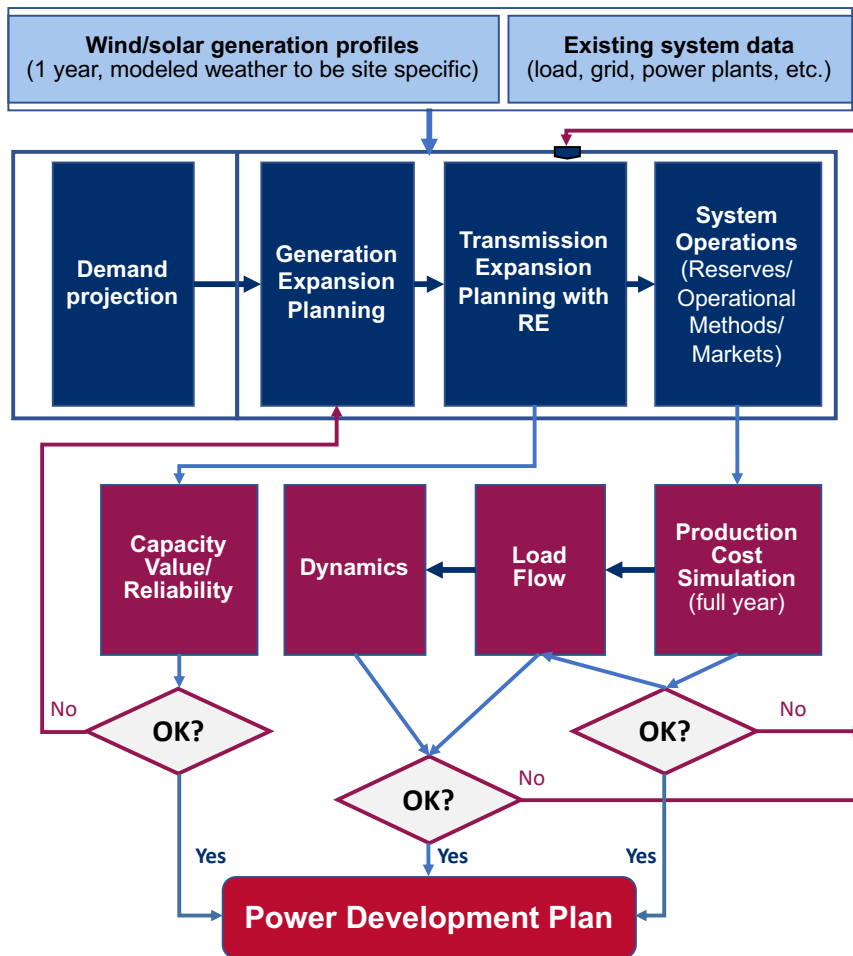 Wind/solar generation profiles
(1 year, modeled weather to be site specific)
Existing system data
(load, grid, power plants, etc.)
Demand
projection
Generation
Expansion
Planning
Transmission
Expansion
Planning with
RE
System
Operations
(Reserves/
Operational
Methods/
Markets)
Capacity
Value/
Reliability
Dynamics
Load
Flow
Production
Cost
Simulation
(full year)
No
OK?
OK?
No
OK?
No
Yes
Yes
Yes
Power Development Plan